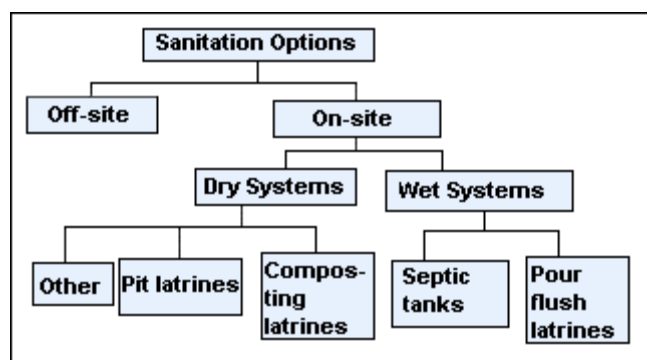 Sanitation Options
Off-site
On-site
Dry Systems
Wet Systems
Other
Pit latrines
Compos-
ting
latrines
Septic
tanks
Pour
flush
latrines